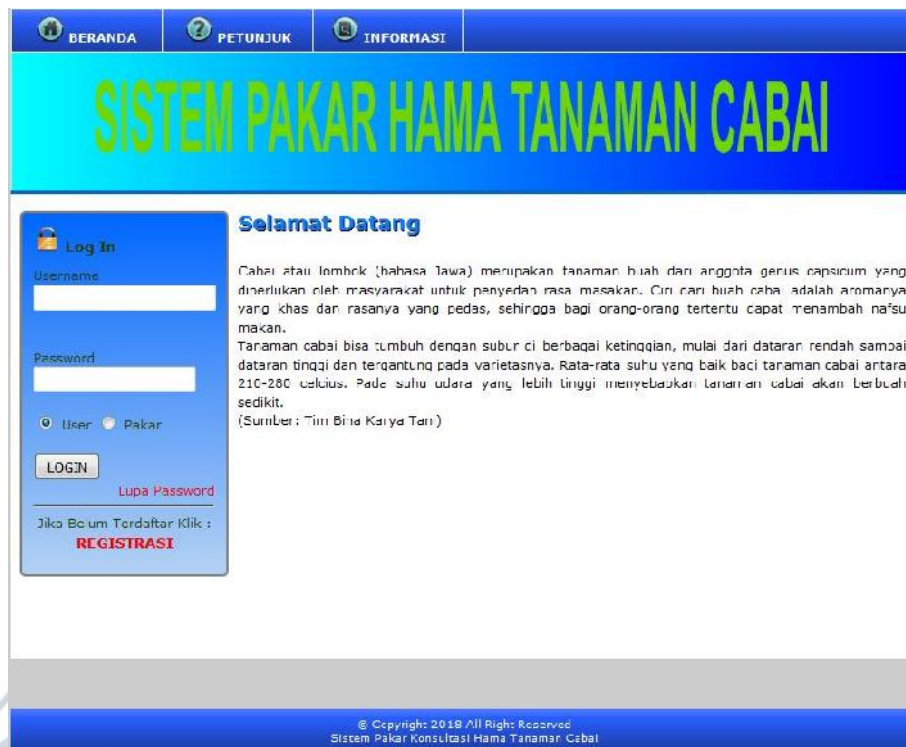 BERANDA
PETUNJUK
INFORMASI
SISTEM PAKAR HAMA TANAMAN CABAI
Log In
Username
Password
User
Pakar
LOGIN
Lupa Password
Jika Belum Terdaftar Klik :
REGISTRASI
Selamat Datang
Cabai atau lombok (bahasa Jawa) merupakan tanaman buah dari anggota genus capsicum yang
diperlukan oleh masyarakat untuk penyedap rasa masakan. Ciri dari buah cabai adalah aromanya
yang khas dan rasanya yang pedas, sehingga bagi orang-orang tertentu dapat menambah nafsu
makan.
Tanaman cabai bisa tumbuh dengan subur di berbagai ketinggian, mulai dari dataran rendah sampai
dataran tinggi dan tergantung pada varietasnya. Rata-rata suhu yang baik bagi tanaman cabai antara
210-280 celcius. Pada suhu udara yang lebih tinggi menyebabkan tanaman cabai akan berbuah
sedikit.
(Sumber: Tim Bina Karya Tani)
© Copyright 2018 All Right Reserved
Sistem Pakar Konsultasi Hama Tanaman Cabai